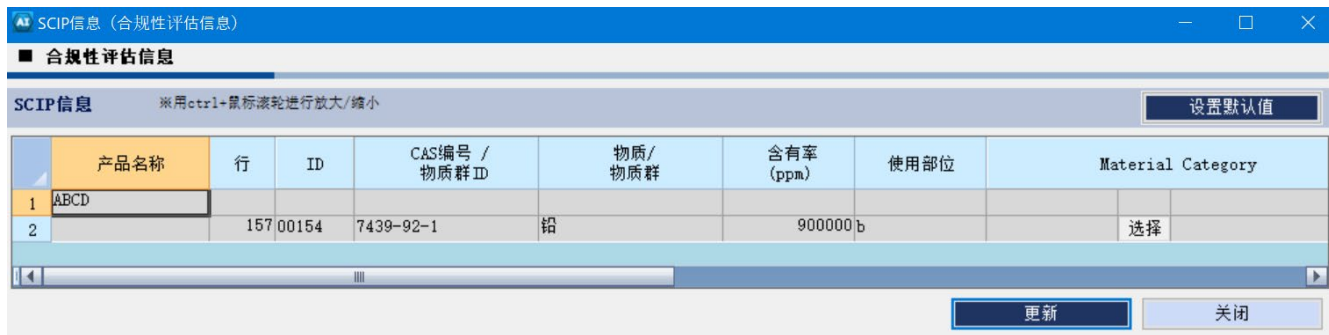 AI SCIP信息（合规性评估信息）
■ 合规性评估信息
SCIP信息 ※用ctrl+鼠标滚轮进行放大/缩小 设置默认值
产品名称 行 ID CAS编号 / 物质群ID 物质/ 物质群 含有率 (ppm) 使用部位 Material Category
1 ABCD
2 157 00154 7439-92-1 铅 900000 b 选择
更新 关闭